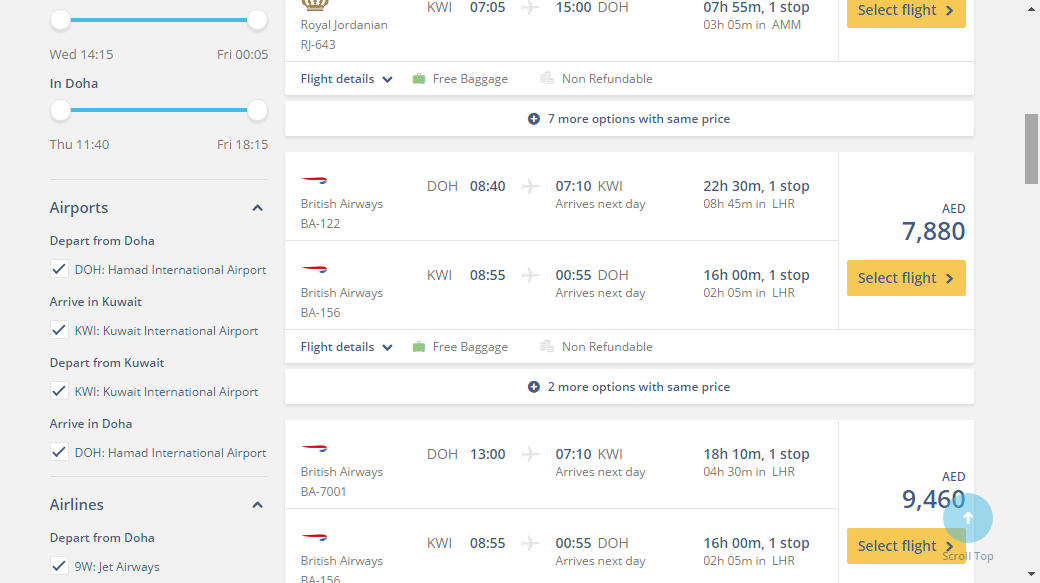 Wed 14:15 Fri 00:05
In Doha
Thu 11:40 Fri 18:15
Airports
Depart from Doha
DOH: Hamad International Airport
Arrive in Kuwait
KWI: Kuwait International Airport
Depart from Kuwait
KWI: Kuwait International Airport
Arrive in Doha
DOH: Hamad International Airport
Airlines
Depart from Doha
9W: Jet Airways
KWI 07:05 15:00 DOH 07h 55m, 1 stop
Royal Jordanian 03h 05m in AMM
RJ-643
Select flight
Flight details Free Baggage Non Refundable
7 more options with same price
DOH 08:40 07:10 KWI 22h 30m, 1 stop
British Airways Arrives next day 08h 45m in LHR
BA-122
KWI 08:55 00:55 DOH 16h 00m, 1 stop
British Airways Arrives next day 02h 05m in LHR
BA-156
AED
7,880
Select flight
Flight details Free Baggage Non Refundable
2 more options with same price
DOH 13:00 07:10 KWI 18h 10m, 1 stop
British Airways Arrives next day 04h 30m in LHR
BA-7001
KWI 08:55 00:55 DOH 16h 00m, 1 stop
British Airways Arrives next day 02h 05m in LHR
BA-156
AED
9,460
Select flight
Scroll Top